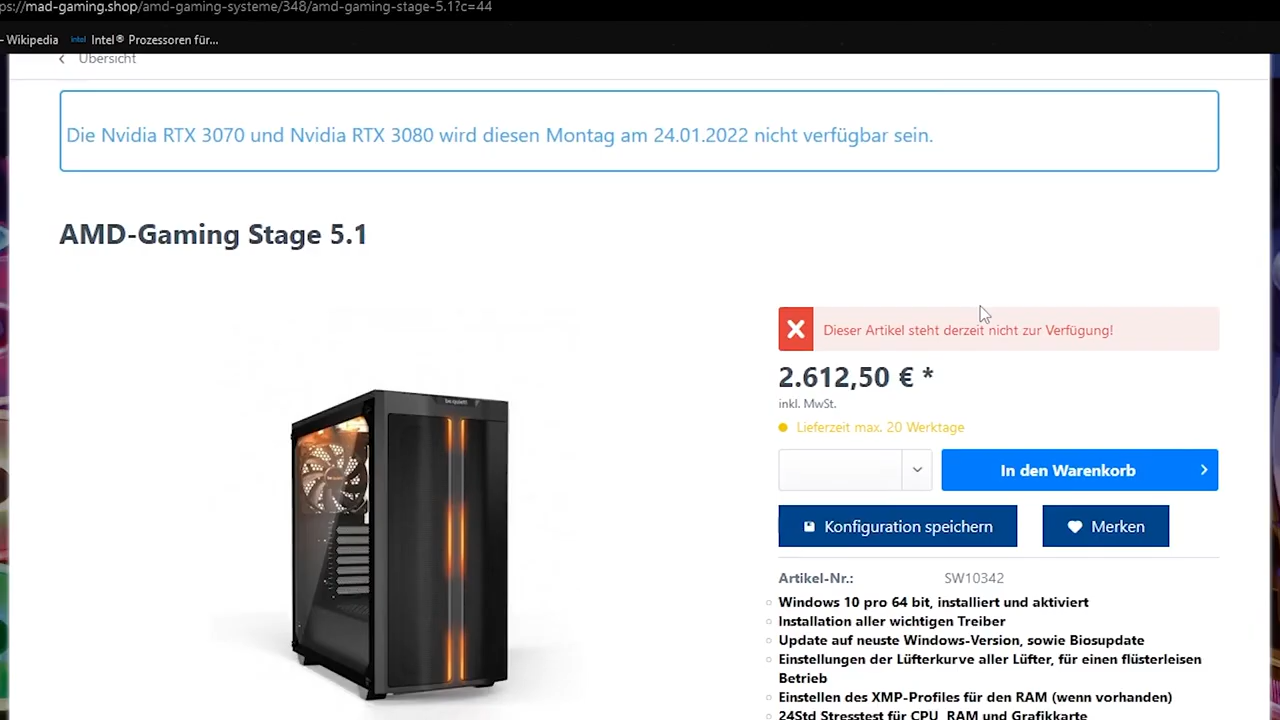 ps://mad-gaming.shop/amd-gaming-systeme/348/amd-gaming-stage-5.1?c=44
- Wikipedia intel Intel® Prozessoren für...
Übersicht
Die Nvidia RTX 3070 und Nvidia RTX 3080 wird diesen Montag am 24.01.2022 nicht verfügbar sein.
AMD-Gaming Stage 5.1
Dieser Artikel steht derzeit nicht zur Verfügung!
2.612,50 € *
inkl. MwSt.
Lieferzeit max. 20 Werktage
In den Warenkorb
Konfiguration speichern
Merken
Artikel-Nr.: SW10342
Windows 10 pro 64 bit, installiert und aktiviert
Installation aller wichtigen Treiber
Update auf neuste Windows-Version, sowie Biosupdate
Einstellungen der Lüfterkurve aller Lüfter, für einen flüsterleisen
Betrieb
Einstellen des XMP-Profiles für den RAM (wenn vorhanden)
24Std Stresstest für CPU, RAM und Grafikkarte